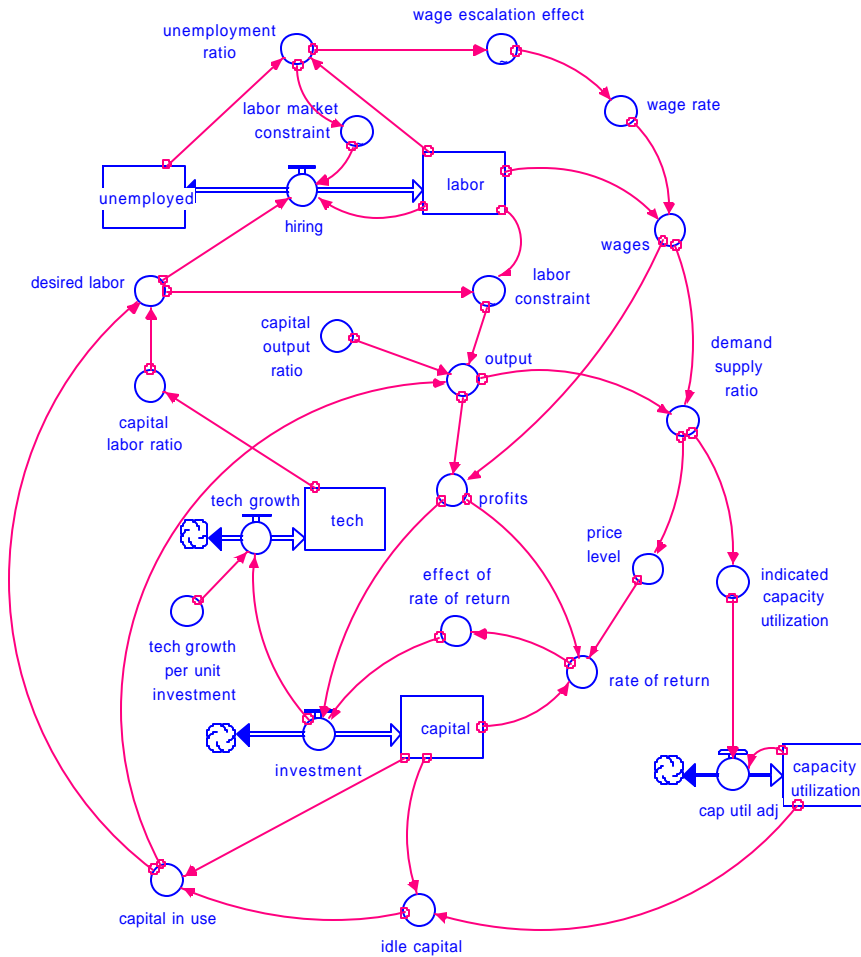 wage escalation effect
unemployment
ratio
labor market
constraint
wage rate
unemployed
labor
hiring
wages
desired labor
labor
constraint
capital
output
ratio
output
demand
supply
ratio
capital
labor ratio
tech growth
tech
profits
price
level
effect of
rate of return
indicated
capacity
utilization
tech growth
per unit
investment
rate of return
capital
investment
capacity
utilization
cap util adj
capital in use
idle capital